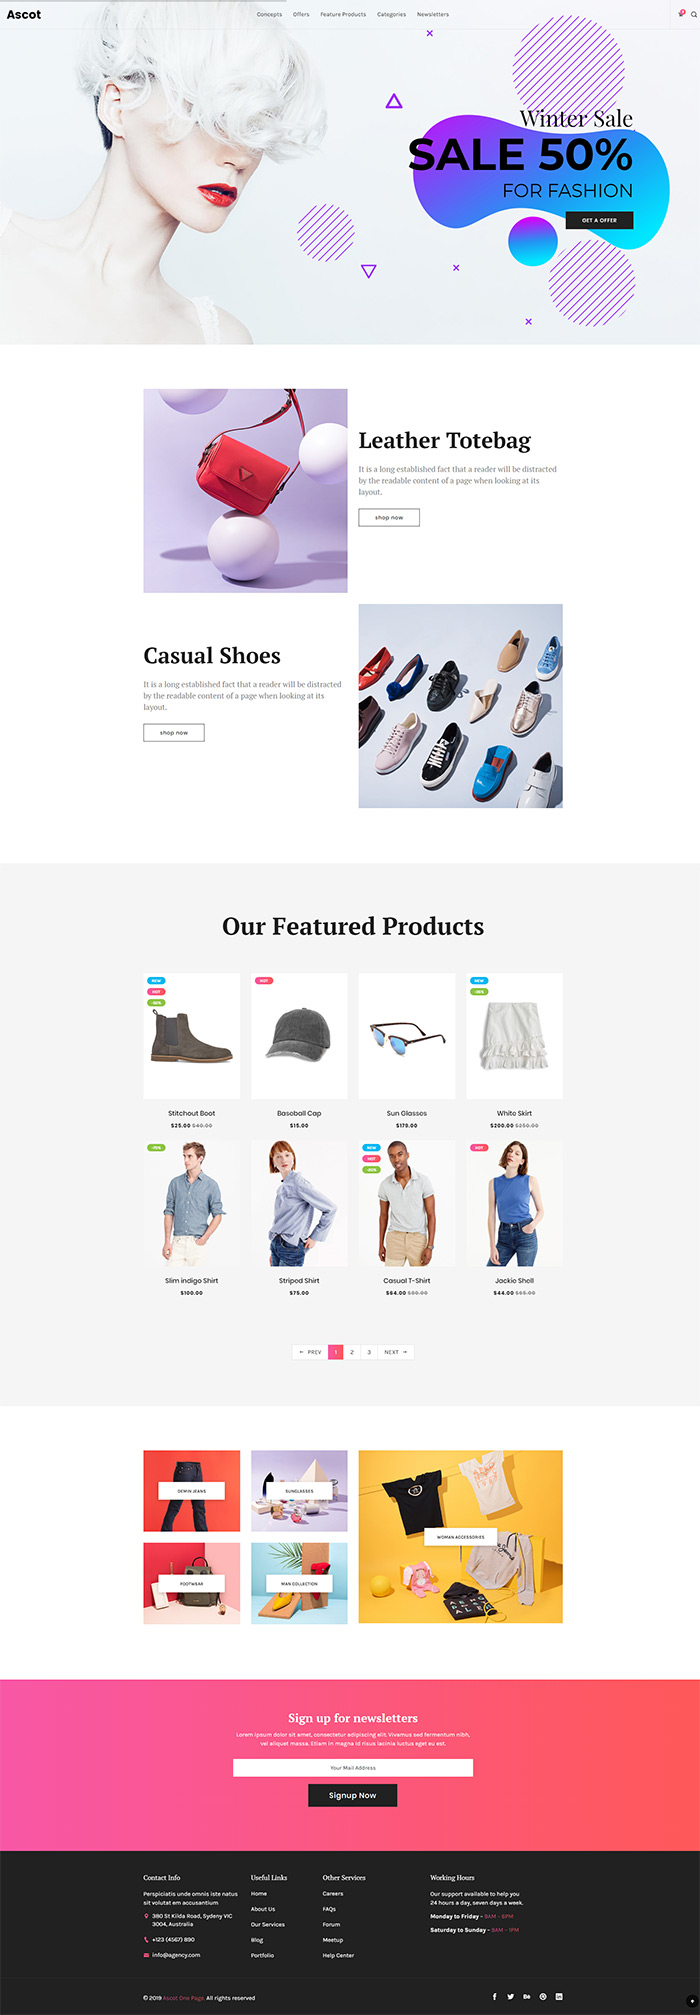 Ascot
Concepts Offers Feature Products Categories Newsletters
Winter Sale
SALE 50%
FOR FASHION
GET A OFFER
Leather Totebag
It is a long established fact that a reader will be distracted
by the readable content of a page when looking at its
layout.
shop now
Casual Shoes
It is a long established fact that a reader will be distracted
by the readable content of a page when looking at its
layout.
shop now
Our Featured Products
NEW
HOT
HOT
NEW
Stitchout Boot
$25.00 $40.00
Baseball Cap
$15.00
Sun Glasses
$179.00
White Skirt
$200.00 $250.00
NEW
HOT
HOT
Slim indigo Shirt
$100.00
Striped Shirt
$75.00
Casual T-Shirt
$64.00 $80.00
Jackie Shell
$44.00 $65.00
← PREV 1 2 3 NEXT →
DEMIN JEANS
SUNGLASSES
WOMAN ACCESSORIES
FOOTWEAR
MAN COLLECTION
Sign up for newsletters
Lorem ipsum dolor sit amet, consectetur adipiscing elit. Vivamus sed fermentum nibh,
vel aliquet massa. Etiam in magna id risus lacinia luctus eget eu est.
Your Mail Address
Signup Now
Contact Info
Perspiciatis unde omnis iste natus
sit volutat em accusantium
380 St Kilda Road, Sydeny VIC
3004, Australia
+123 (4567) 890
info@agency.com
Useful Links
Home
About Us
Our Services
Blog
Portfolio
Other Services
Careers
FAQs
Forum
Meetup
Help Center
Working Hours
Our support available to help you
24 hours a day, seven days a week.
Monday to Friday - 9AM - 6PM
Saturday to Sunday - 9AM - 1PM
© 2019 Ascot One Page. All rights reserved